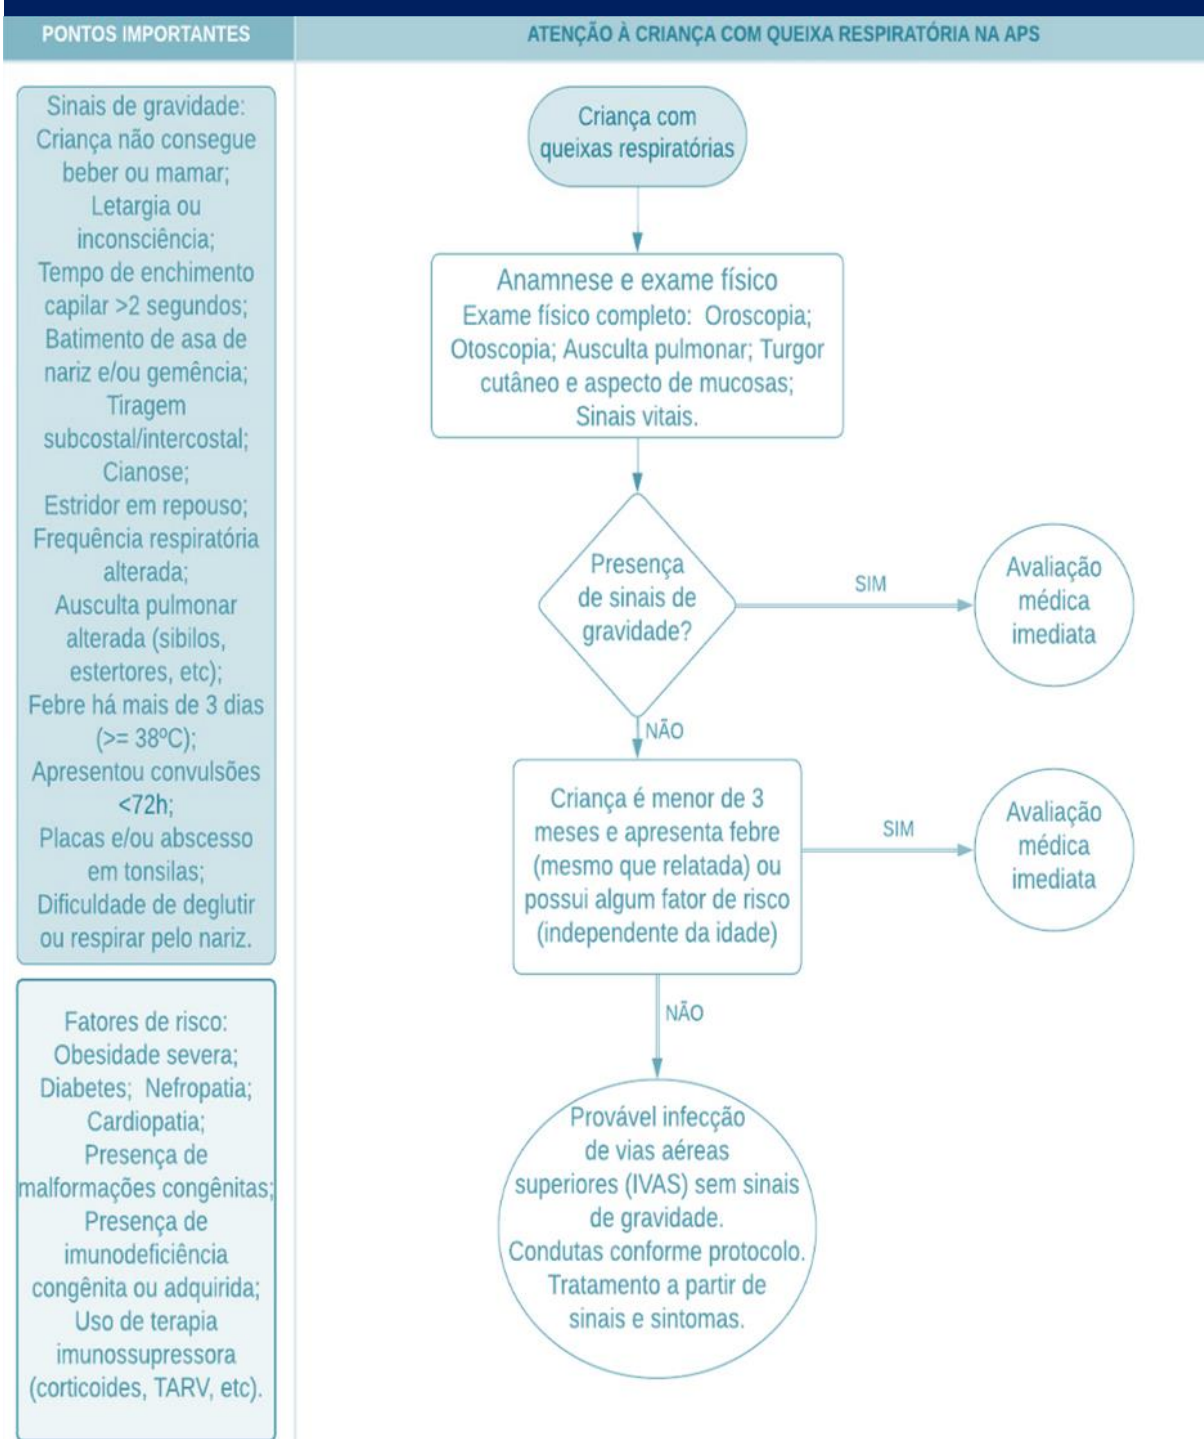 PONTOS IMPORTANTES
ATENÇÃO À CRIANÇA COM QUEIXA RESPIRATÓRIA NA APS
Sinais de gravidade:
Criança não consegue
beber ou mamar;
Letargia ou
inconsciência;
Tempo de enchimento
capilar >2 segundos;
Batimento de asa de
nariz e/ou gemência;
Tiragem
subcostal/intercostal;
Cianose;
Estridor em repouso;
Frequência respiratória
alterada;
Ausculta pulmonar
alterada (sibilos,
estertores, etc);
Febre há mais de 3 dias
(>= 38ºC);
Apresentou convulsões
<72h;
Placas e/ou abscesso
em tonsilas;
Dificuldade de deglutir
ou respirar pelo nariz.
Fatores de risco:
Obesidade severa;
Diabetes; Nefropatia;
Cardiopatia;
Presença de
malformações congênitas;
Presença de
imunodeficiência
congênita ou adquirida;
Uso de terapia
imunossupressora
(corticoides, TARV, etc).
Criança com
queixas respiratórias
Anamnese e exame físico
Exame físico completo: Oroscopia;
Otoscopia; Ausculta pulmonar; Turgor
cutâneo e aspecto de mucosas;
Sinais vitais.
Presença
de sinais de
gravidade?
SIM
Avaliação
médica
imediata
NÃO
Criança é menor de 3
meses e apresenta febre
(mesmo que relatada) ou
possui algum fator de risco
(independente da idade)
SIM
Avaliação
médica
imediata
NÃO
Provável infecção
de vias aéreas
superiores (IVAS) sem sinais
de gravidade.
Condutas conforme protocolo.
Tratamento a partir de
sinais e sintomas.